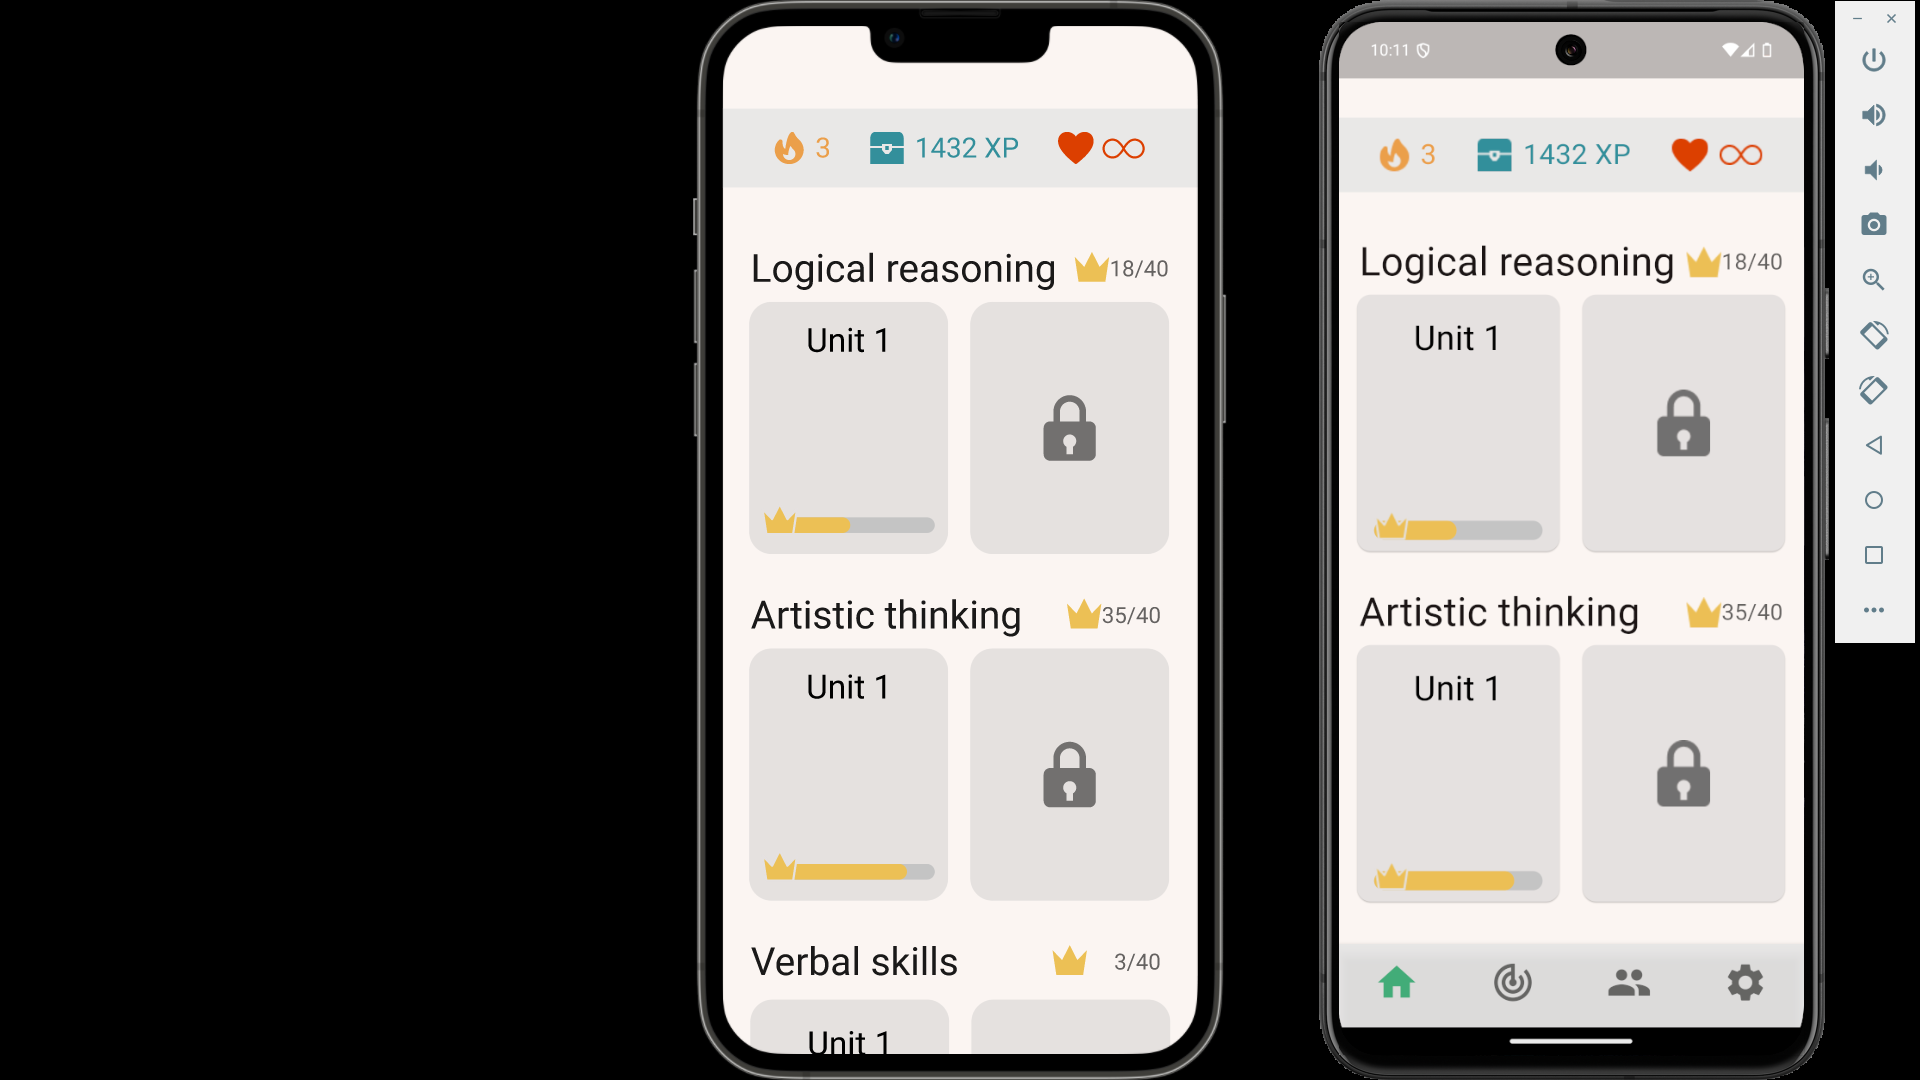 3 1432 XP
Logical reasoning 18/40
Unit 1
Artistic thinking 35/40
Unit 1
Verbal skills 3/40
Unit 1
10:11
3 1432 XP
Logical reasoning 18/40
Unit 1
Artistic thinking 35/40
Unit 1